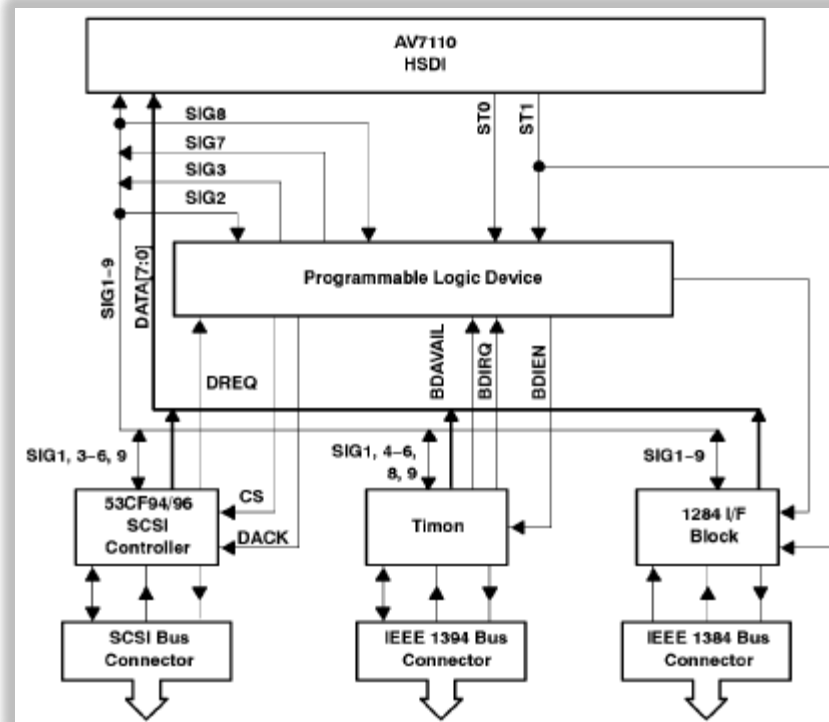 AV7110
HSDI
SIG8
SIG7
SIG3
SIG2
ST0
ST1
SIG1–9
DATA[7:0]
Programmable Logic Device
DREQ
BDAVAIL
BDIRQ
BDIEN
SIG1, 3–6, 9
SIG1, 4–6,
8, 9
SIG1–9
53CF94/96
SCSI
Controller
CS
DACK
Timon
1284 I/F
Block
SCSI Bus
Connector
IEEE 1394 Bus
Connector
IEEE 1384 Bus
Connector